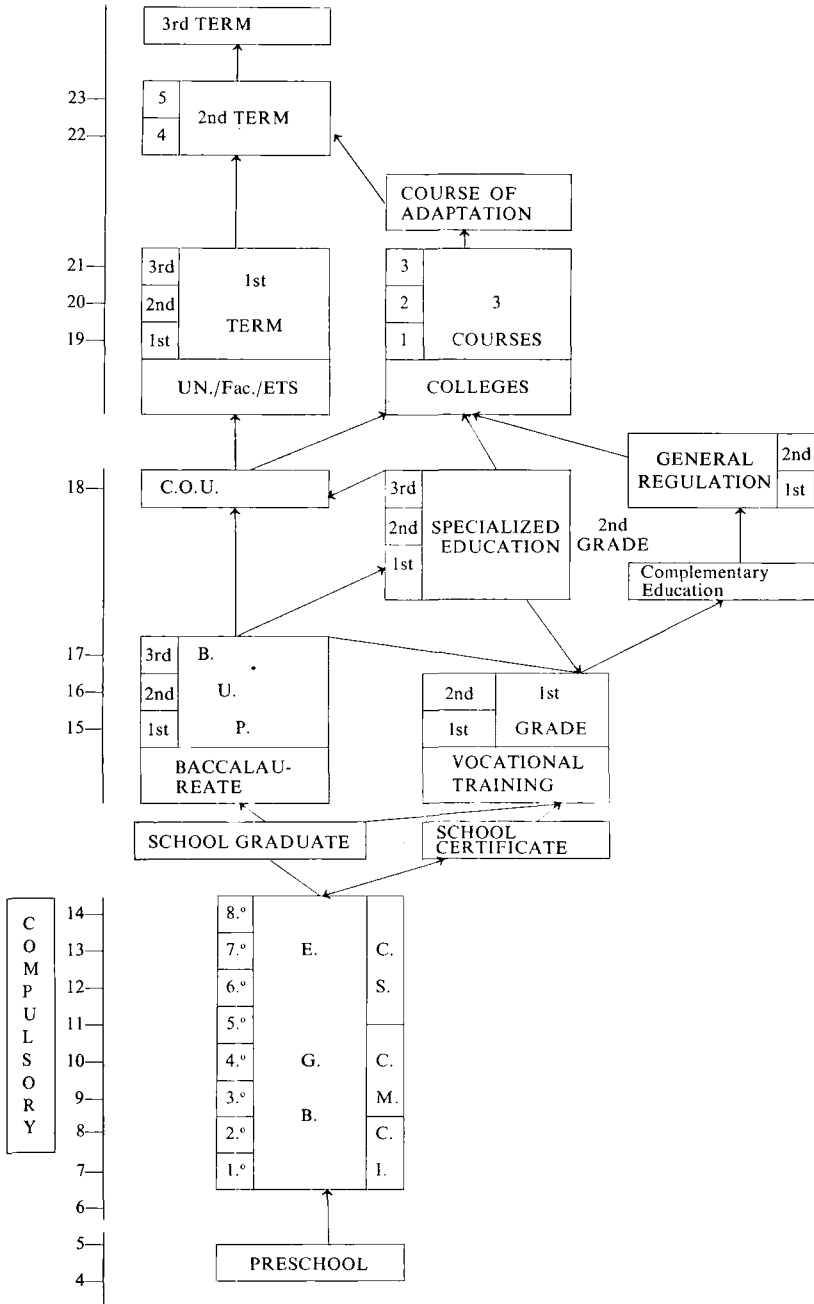 3rd TERM
23
5
2nd TERM
22
4
COURSE OF
ADAPTATION
21
3rd
1st
3
20
2nd
2
3
19
1st
TERM
1
COURSES
UN./Fac./ETS
COLLEGES
GENERAL
REGULATION
2nd
1st
18
C.O.U.
3rd
2nd
1st
SPECIALIZED
EDUCATION
2nd
GRADE
Complementary
Education
17
3rd
B.
16
2nd
U.
2nd
1st
15
1st
P.
1st
GRADE
BACCALAU-
REATE
VOCATIONAL
TRAINING
SCHOOL GRADUATE
SCHOOL
CERTIFICATE
COMPULSORY
14
8.º
13
7.º
E.
C.
12
6.º
S.
11
5.º
10
4.º
G.
C.
9
3.º
B.
M.
8
2.º
C.
7
1.º
I.
6
5
PRESCHOOL
4